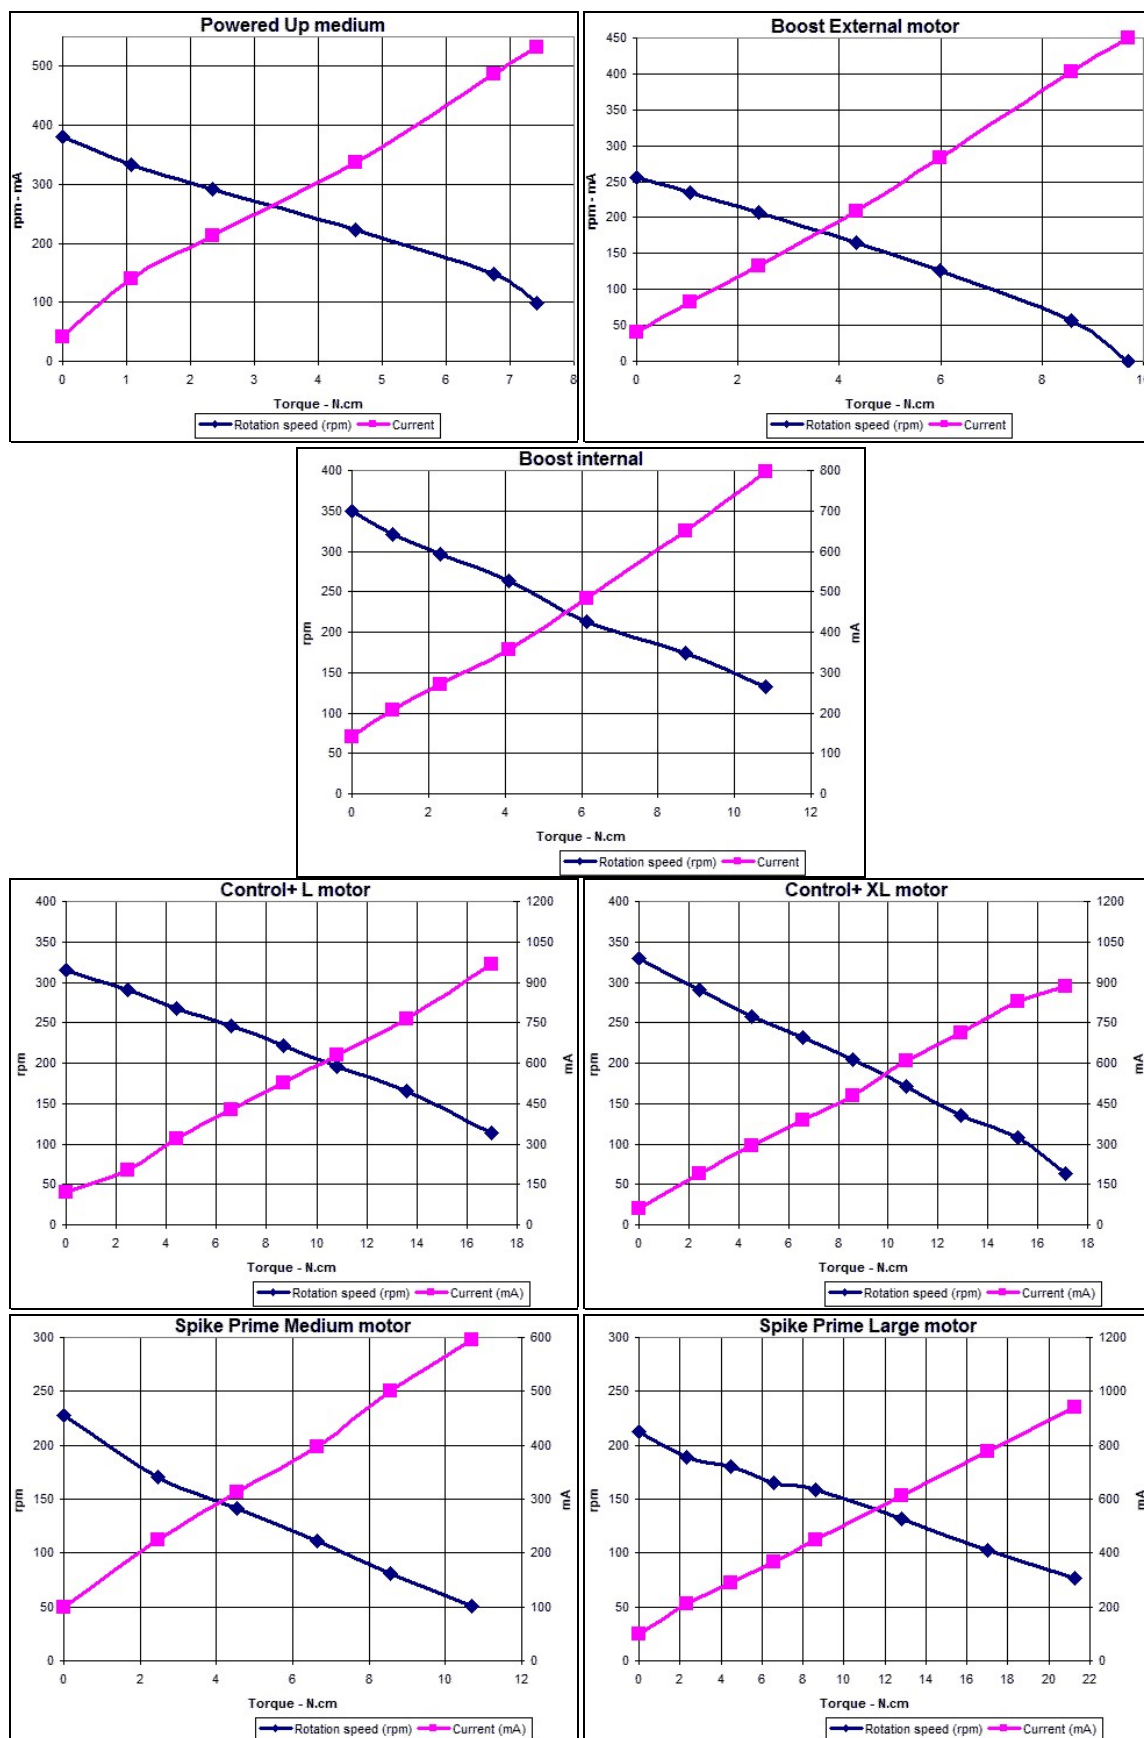 Powered Up medium
500
400
300
200
100
0
rpm - mA
0 1 2 3 4 5 6 7 8
Torque - N.cm
Rotation speed (rpm) Current
Boost External motor
450
400
350
300
250
200
150
100
50
0
rpm - mA
0 2 4 6 8 10
Torque - N.cm
Rotation speed (rpm) Current
Boost internal
400 800
350 700
300 600
250 500
200 400
150 300
100 200
50 100
0 0
rpm mA
0 2 4 6 8 10 12
Torque - N.cm
Rotation speed (rpm) Current
Control+ L motor
400 1200
350 1050
300 900
250 750
200 600
150 450
100 300
50 150
0 0
rpm mA
0 2 4 6 8 10 12 14 16 18
Torque - N.cm
Rotation speed (rpm) Current (mA)
Control+ XL motor
400 1200
350 1050
300 900
250 750
200 600
150 450
100 300
50 150
0 0
rpm mA
0 2 4 6 8 10 12 14 16 18
Torque - N.cm
Rotation speed (rpm) Current (mA)
Spike Prime Medium motor
300 600
250 500
200 400
150 300
100 200
50 100
0 0
rpm mA
0 2 4 6 8 10 12
Torque - N.cm
Rotation speed (rpm) Current (mA)
Spike Prime Large motor
300 1200
250 1000
200 800
150 600
100 400
50 200
0 0
rpm mA
0 2 4 6 8 10 12 14 16 18 20 22
Torque - N.cm
Rotation speed (rpm) Current (mA)